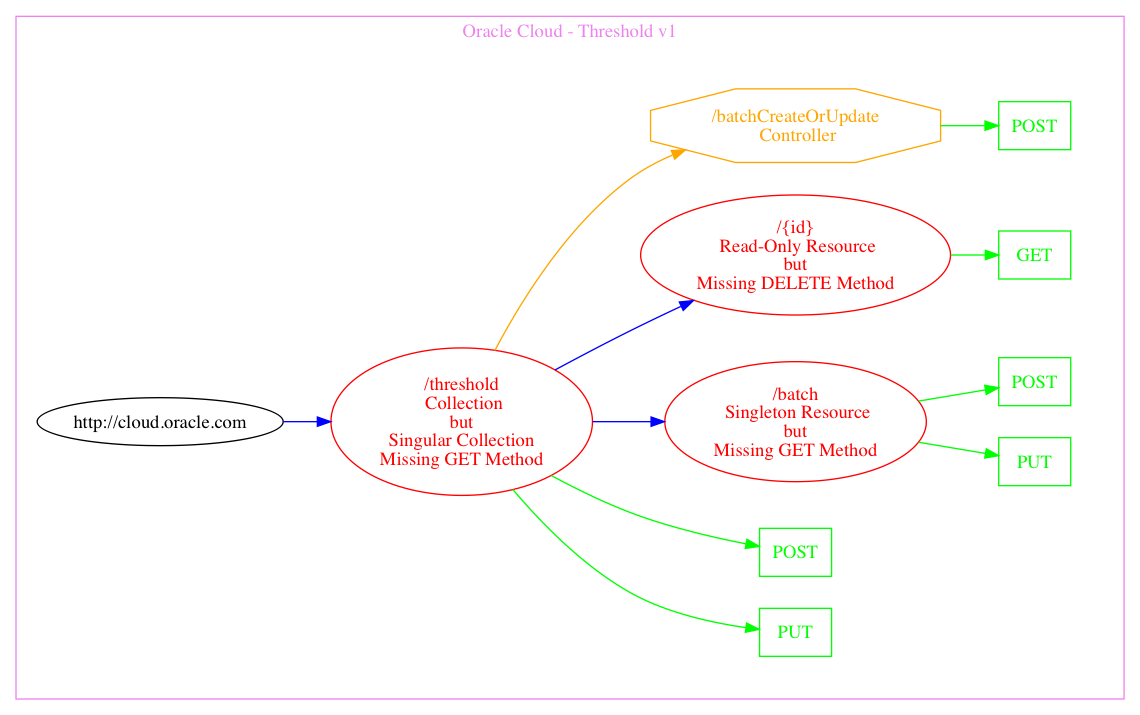 Oracle Cloud - Threshold v1
/batchCreateOrUpdate
Controller
POST
/{id}
Read-Only Resource
but
Missing DELETE Method
GET
http://cloud.oracle.com
/threshold
Collection
but
Singular Collection
Missing GET Method
/batch
Singleton Resource
but
Missing GET Method
POST
PUT
POST
PUT